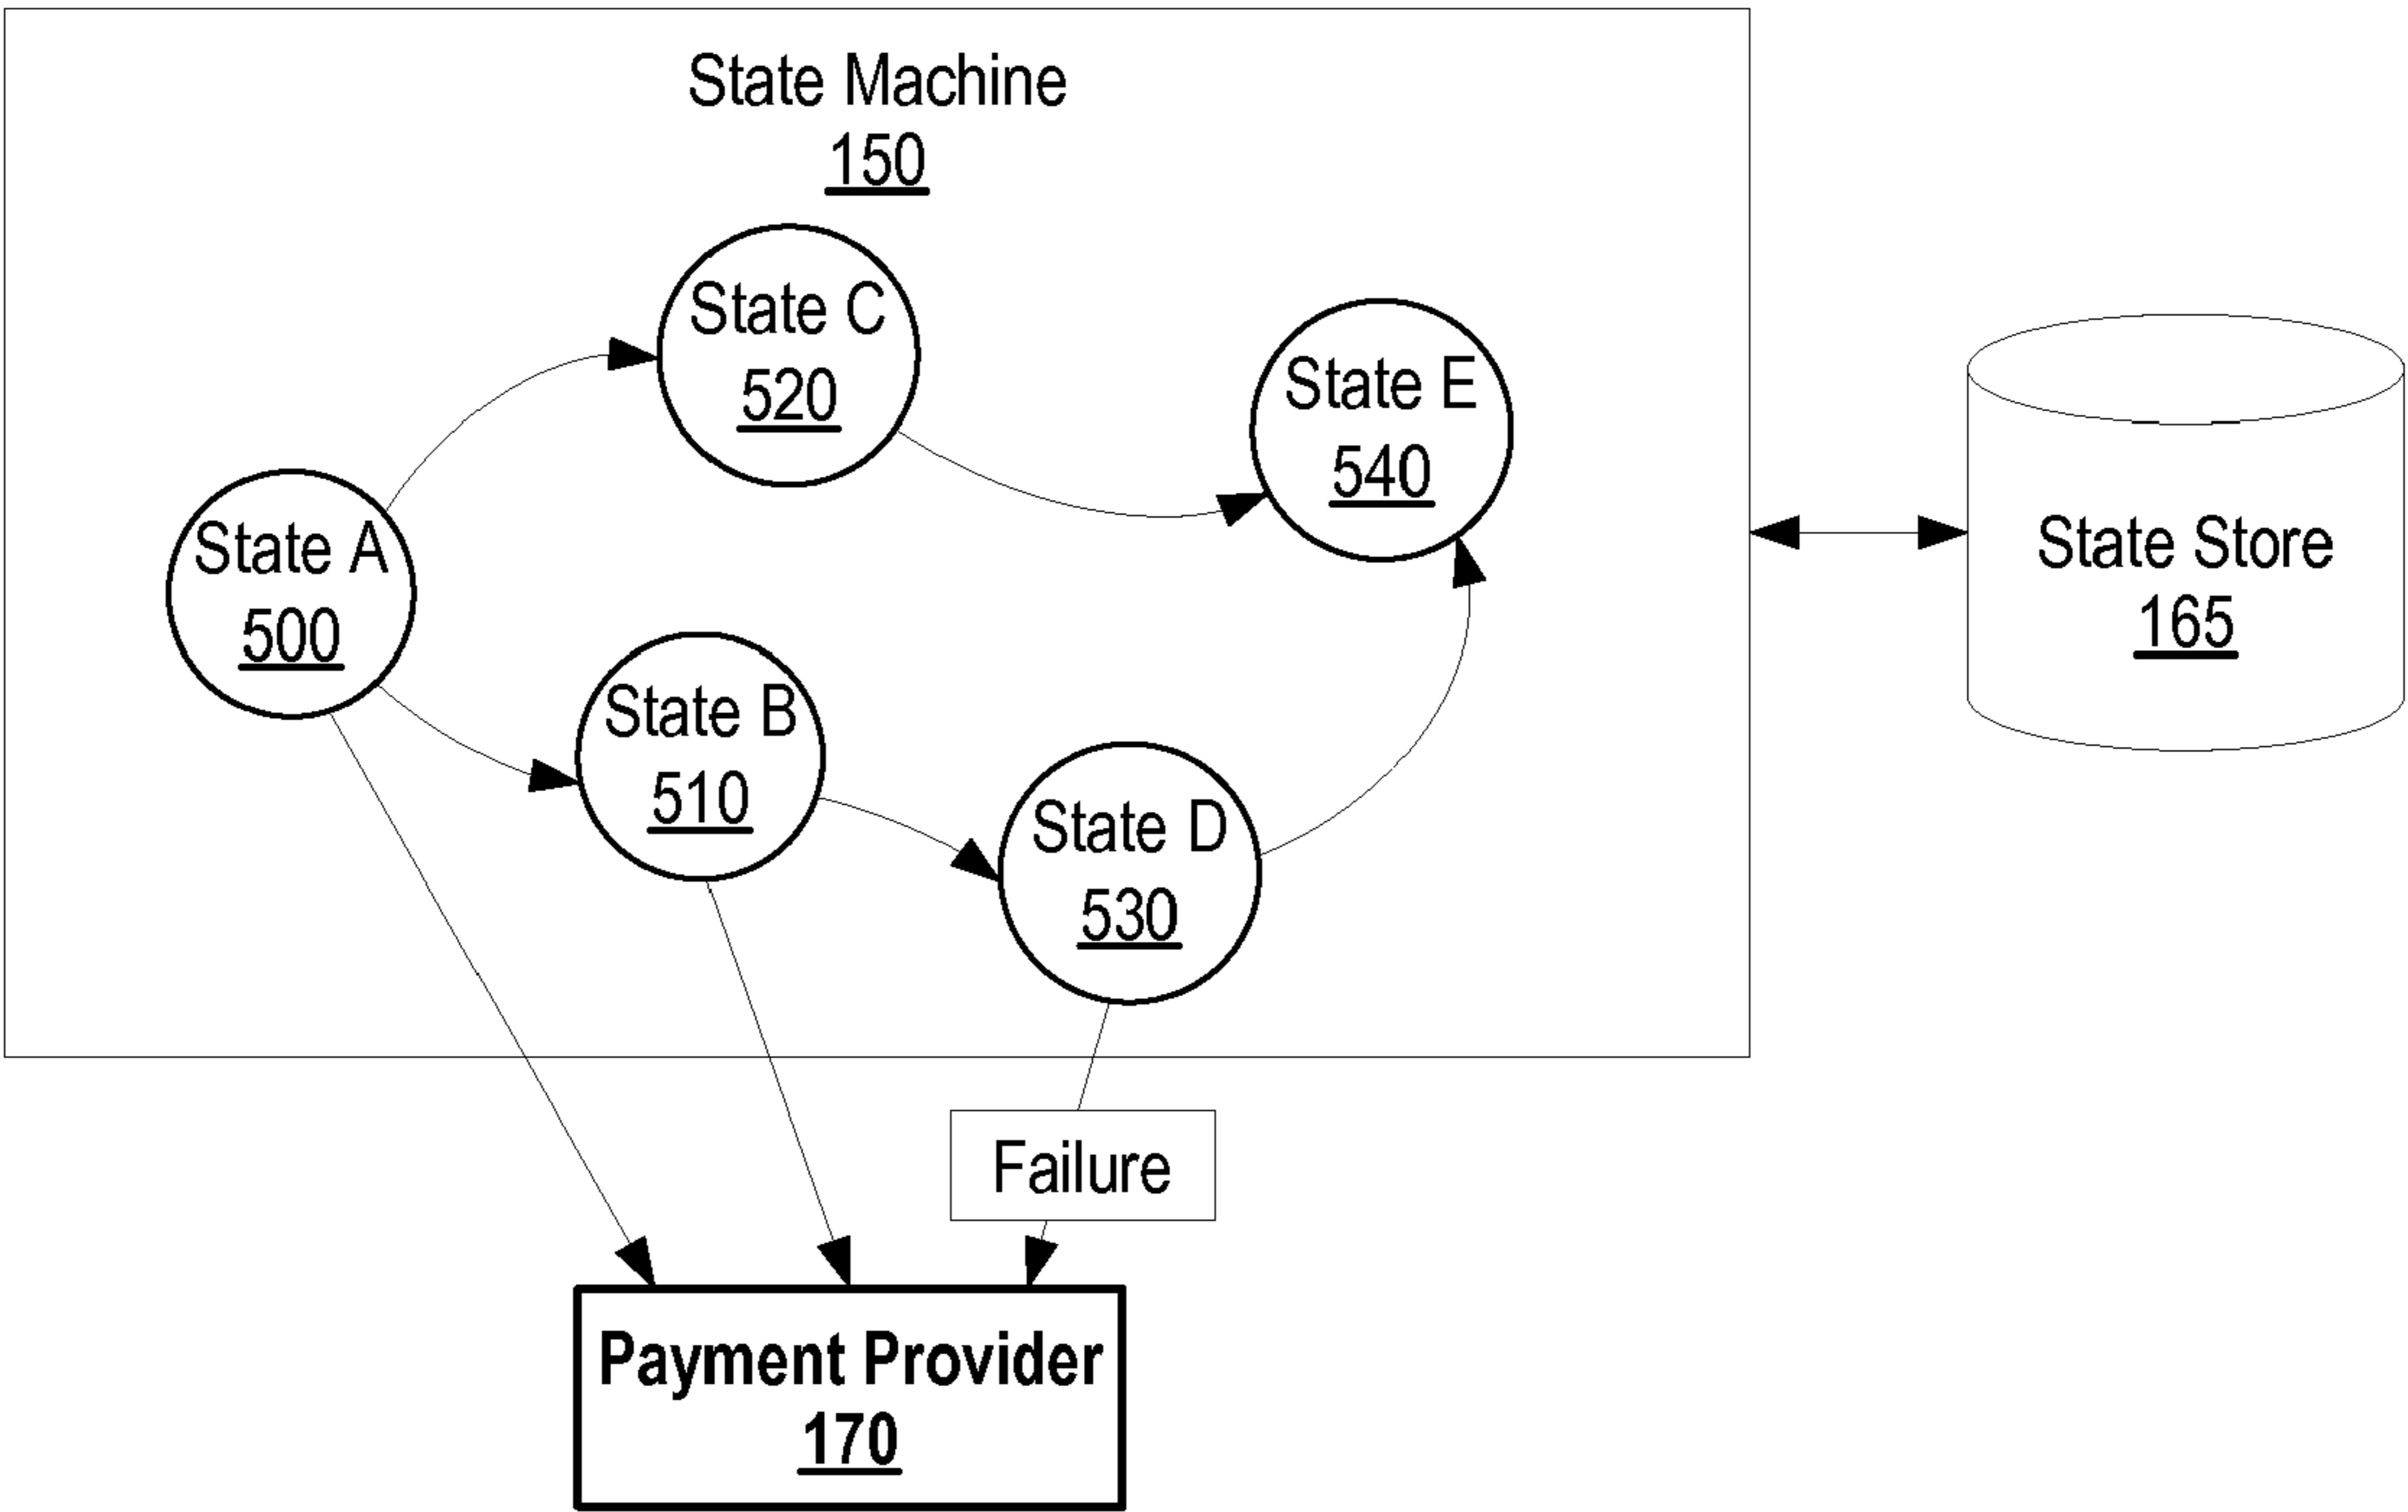 State Machine
150
State C
520
State E
540
State A
500
State Store
165
State B
510
State D
530
Failure
Payment Provider
170